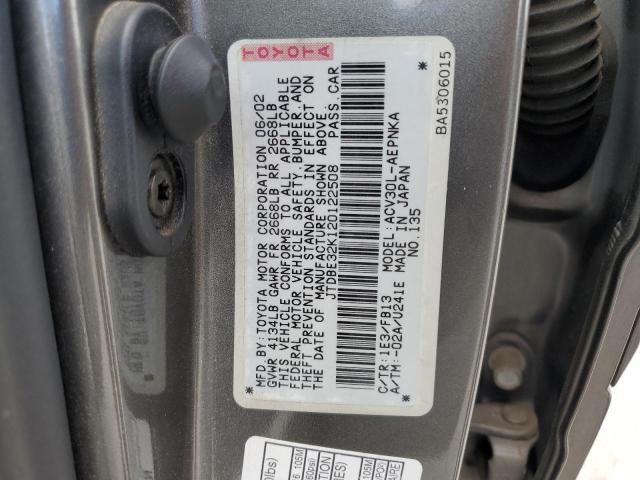 TOYOTA
MFD.BY:TOYOTA MOTOR CORPORATION 06/02
GVWR 4134LB GAWR FR 2668LB RR 2668LB
THIS VEHICLE CONFORMS TO ALL APPLICABLE
FEDERAL MOTOR VEHICLE SAFETY, BUMPER, AND
THEFT PREVENTION STANDARDS IN EFFECT ON
THE DATE OF MANUFACTURE SHOWN ABOVE.
JTDBE32K120122508 PASS.CAR
C/TR:1E3/FB13 MODEL:ACV30L-AEPNKA
A/TM:-02A/U241E MADE IN JAPAN
NO.135
* *
BA5306015
105M